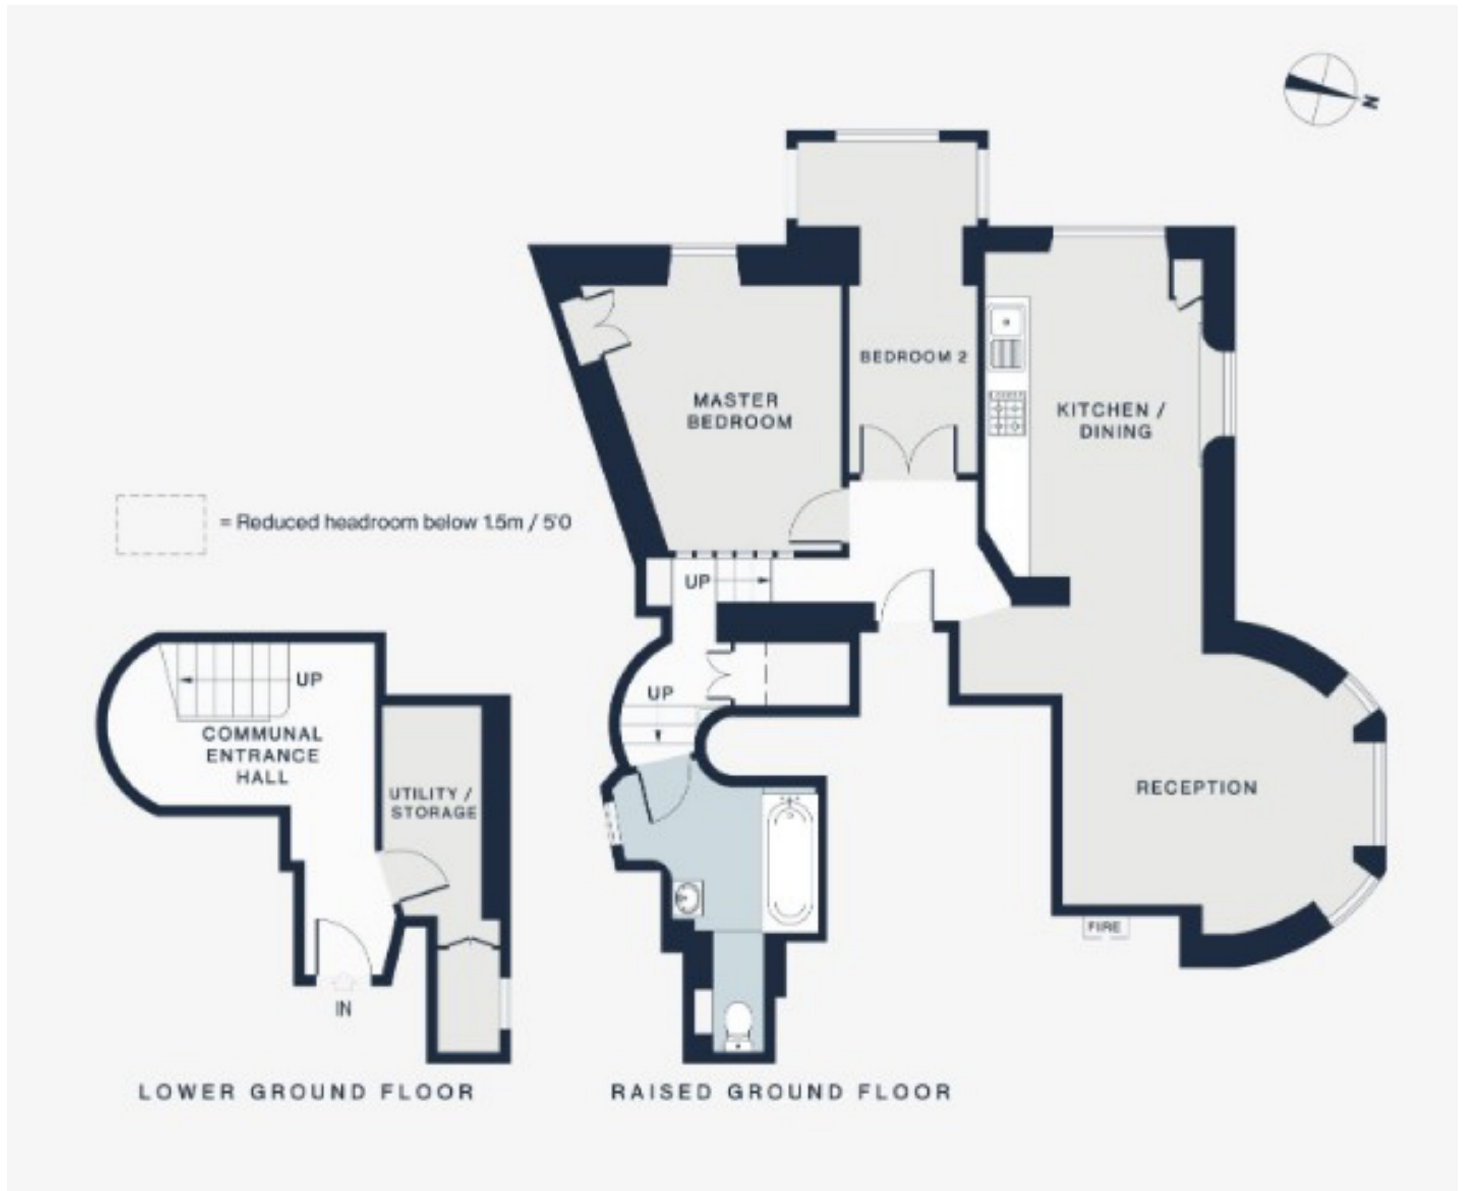 N
BEDROOM 2
MASTER
BEDROOM
KITCHEN /
DINING
= Reduced headroom below 1.5m / 5'0
UP
UP
UP
COMMUNAL
ENTRANCE
HALL
UTILITY /
STORAGE
RECEPTION
FIRE
IN
LOWER GROUND FLOOR
RAISED GROUND FLOOR